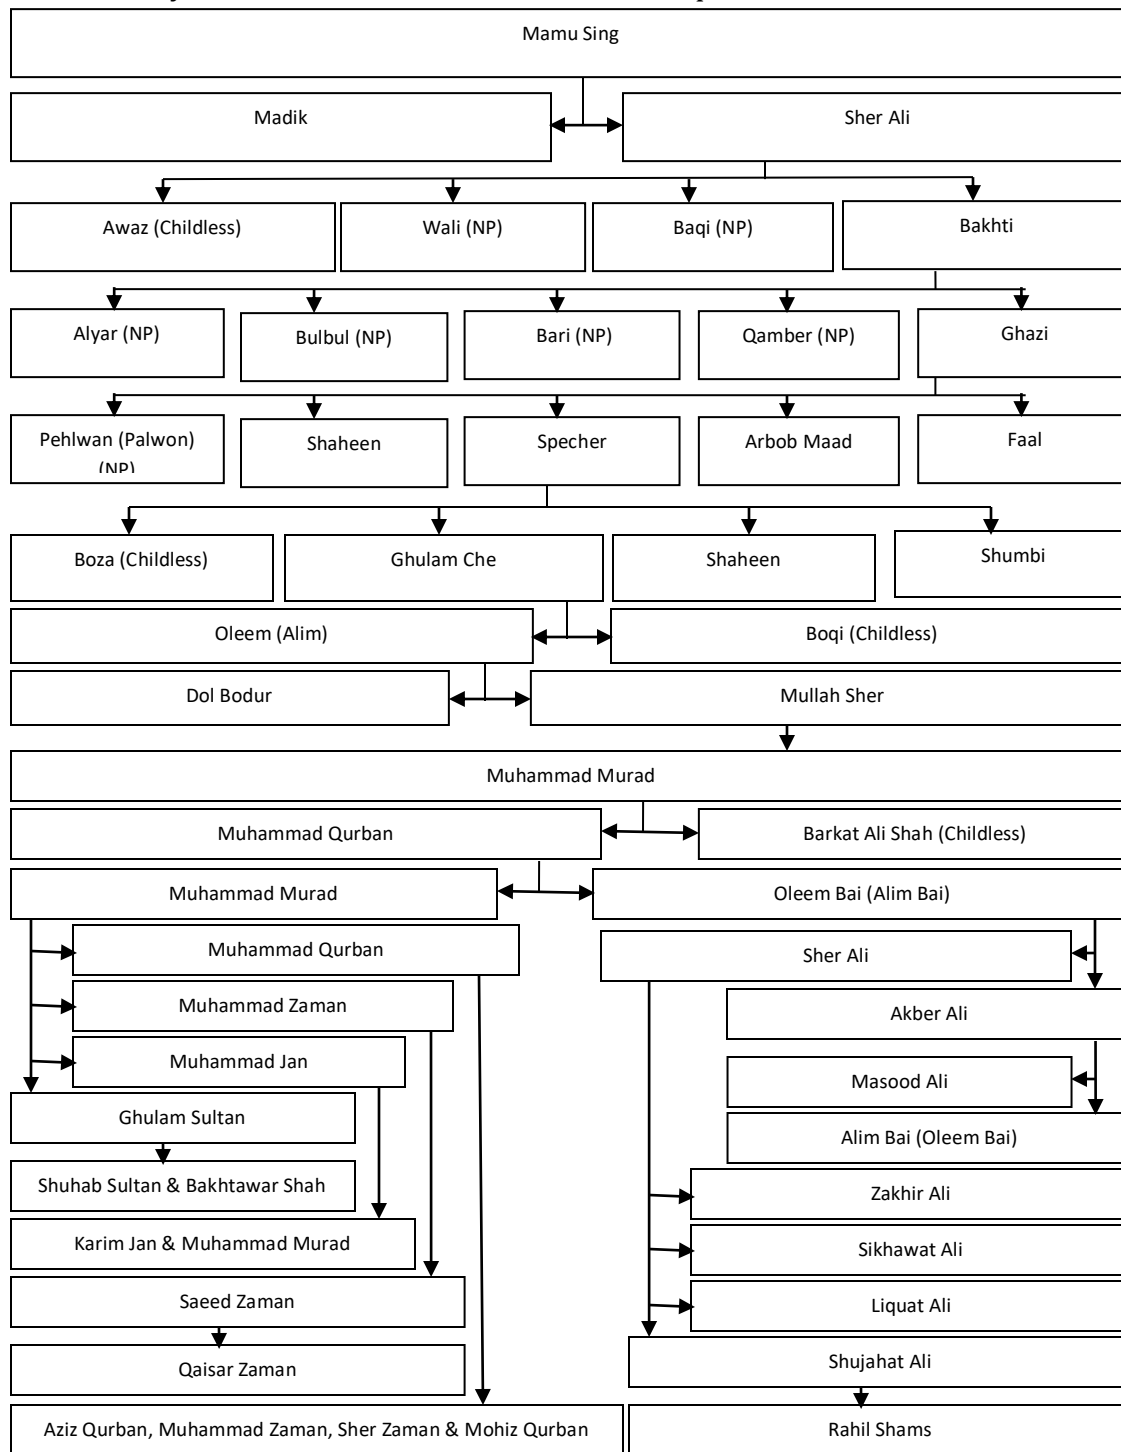 Mamu Sing
Madik
Sher Ali
Awaz (Childless)
Wali (NP)
Baqi (NP)
Bakhti
Alyar (NP)
Bulbul (NP)
Bari (NP)
Qamber (NP)
Ghazi
Pehlwan (Palwon)
(NP)
Shaheen
Specher
Arbob Maad
Faal
Boza (Childless)
Ghulam Che
Shaheen
Shumbi
Oleem (Alim)
Boqi (Childless)
Dol Bodur
Mullah Sher
Muhammad Murad
Muhammad Qurban
Barkat Ali Shah (Childless)
Muhammad Murad
Oleem Bai (Alim Bai)
Muhammad Qurban
Sher Ali
Muhammad Zaman
Akber Ali
Muhammad Jan
Masood Ali
Ghulam Sultan
Alim Bai (Oleem Bai)
Shuhab Sultan & Bakhtawar Shah
Zakhir Ali
Karim Jan & Muhammad Murad
Sikhawat Ali
Saeed Zaman
Liquat Ali
Qaisar Zaman
Shujahat Ali
Aziz Qurban, Muhammad Zaman, Sher Zaman & Mohiz Qurban
Rahil Shams